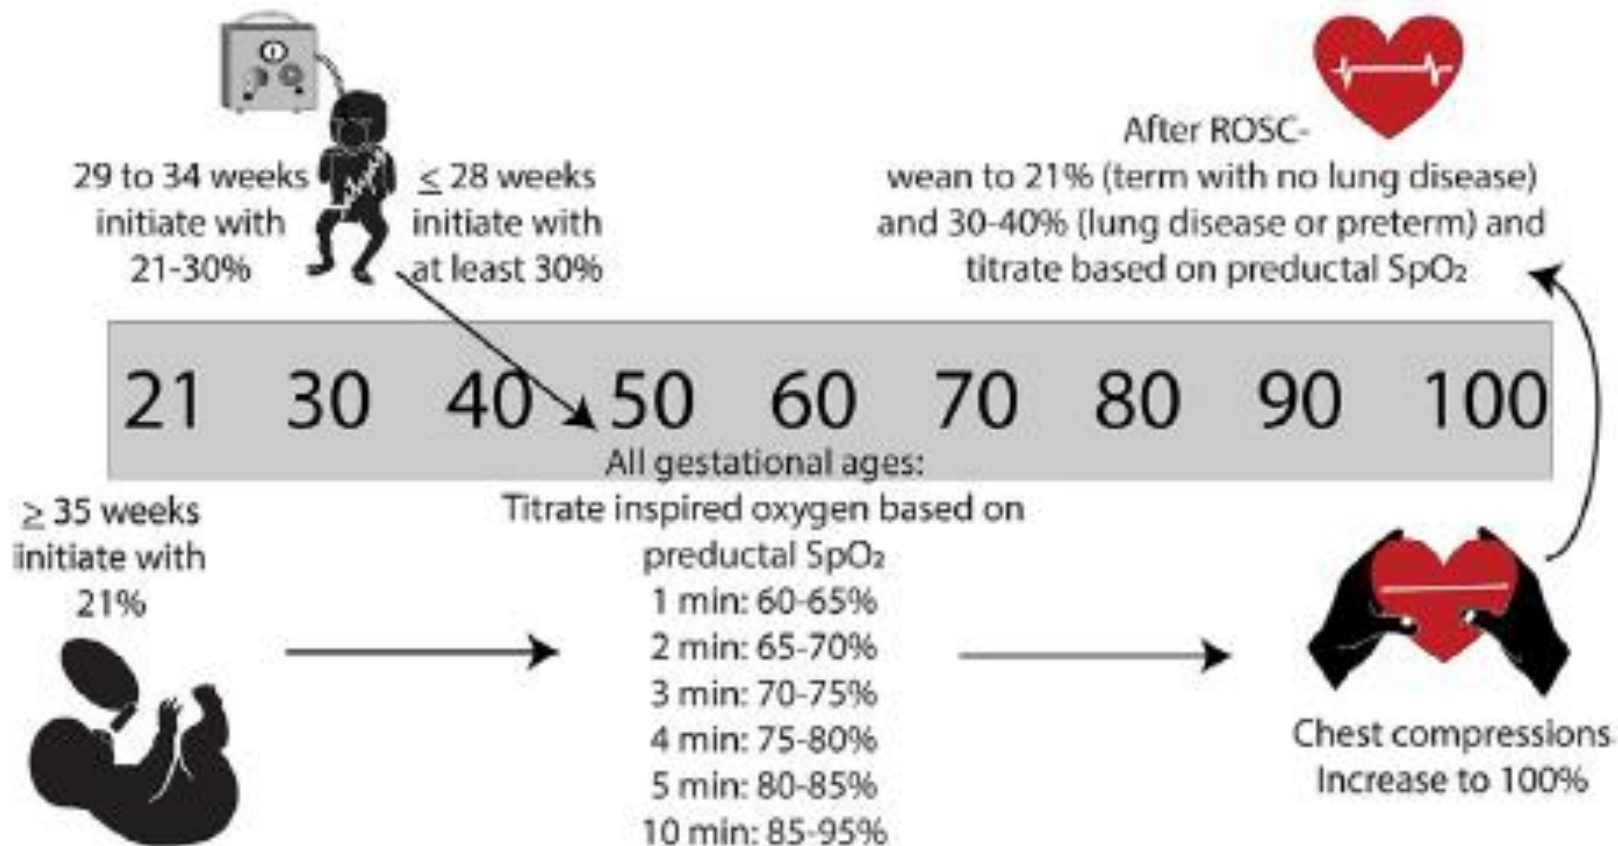 29 to 34 weeks
initiate with
21-30%
≤ 28 weeks
initiate with
at least 30%
After ROSC-
wean to 21% (term with no lung disease)
and 30-40% (lung disease or preterm) and
titrate based on preductal SpO₂
21 30 40 50 60 70 80 90 100
All gestational ages:
Titrate inspired oxygen based on
preductal SpO₂
1 min: 60-65%
2 min: 65-70%
3 min: 70-75%
4 min: 75-80%
5 min: 80-85%
10 min: 85-95%
≥ 35 weeks
initiate with
21%
Chest compressions
Increase to 100%